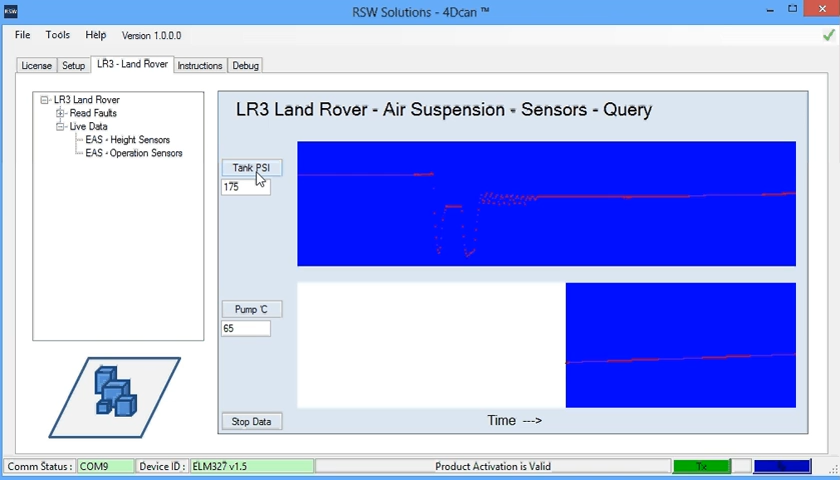 RSW
RSW Solutions - 4Dcan ™
File Tools Help Version 1.0.0.0
License Setup LR3 - Land Rover Instructions Debug
LR3 Land Rover
Read Faults
Live Data
EAS - Height Sensors
EAS - Operation Sensors
LR3 Land Rover - Air Suspension - Sensors - Query
Tank PSI
175
Pump °C
65
Stop Data
Time --->
Comm Status : COM9 Device ID : ELM327 v1.5 Product Activation is Valid Tx